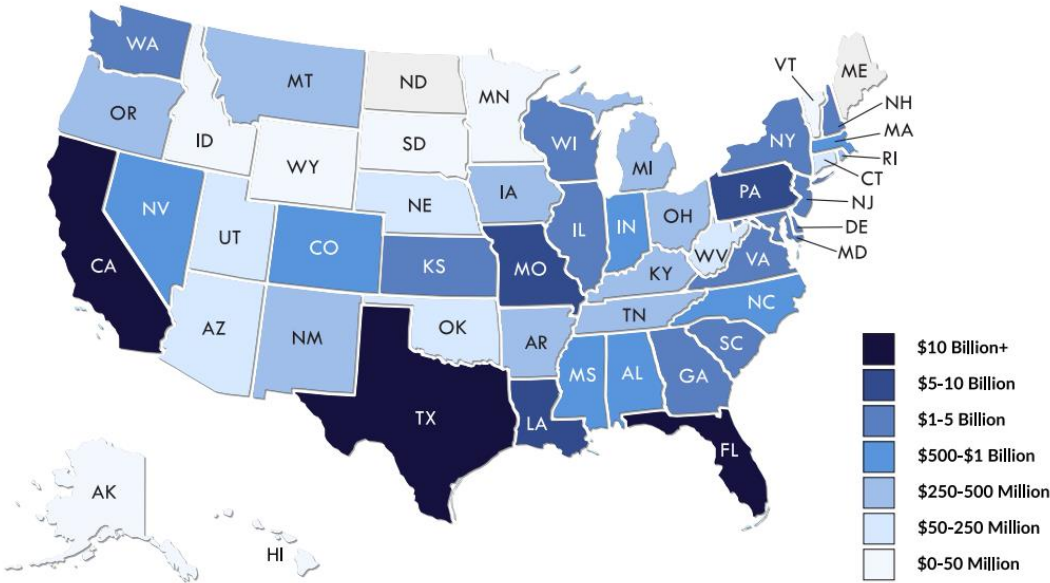 WA
MT
ND
MN
VT
ME
OR
ID
WY
SD
WI
MI
NY
NH
MA
RI
CT
NJ
DE
MD
PA
IA
NE
NV
UT
CO
IL
IN
OH
WV
VA
CA
KS
MO
KY
AZ
NM
OK
AR
TN
NC
SC
MS
AL
GA
TX
LA
FL
AK
HI
$10 Billion+
$5-10 Billion
$1-5 Billion
$500-$1 Billion
$250-500 Million
$50-250 Million
$0-50 Million